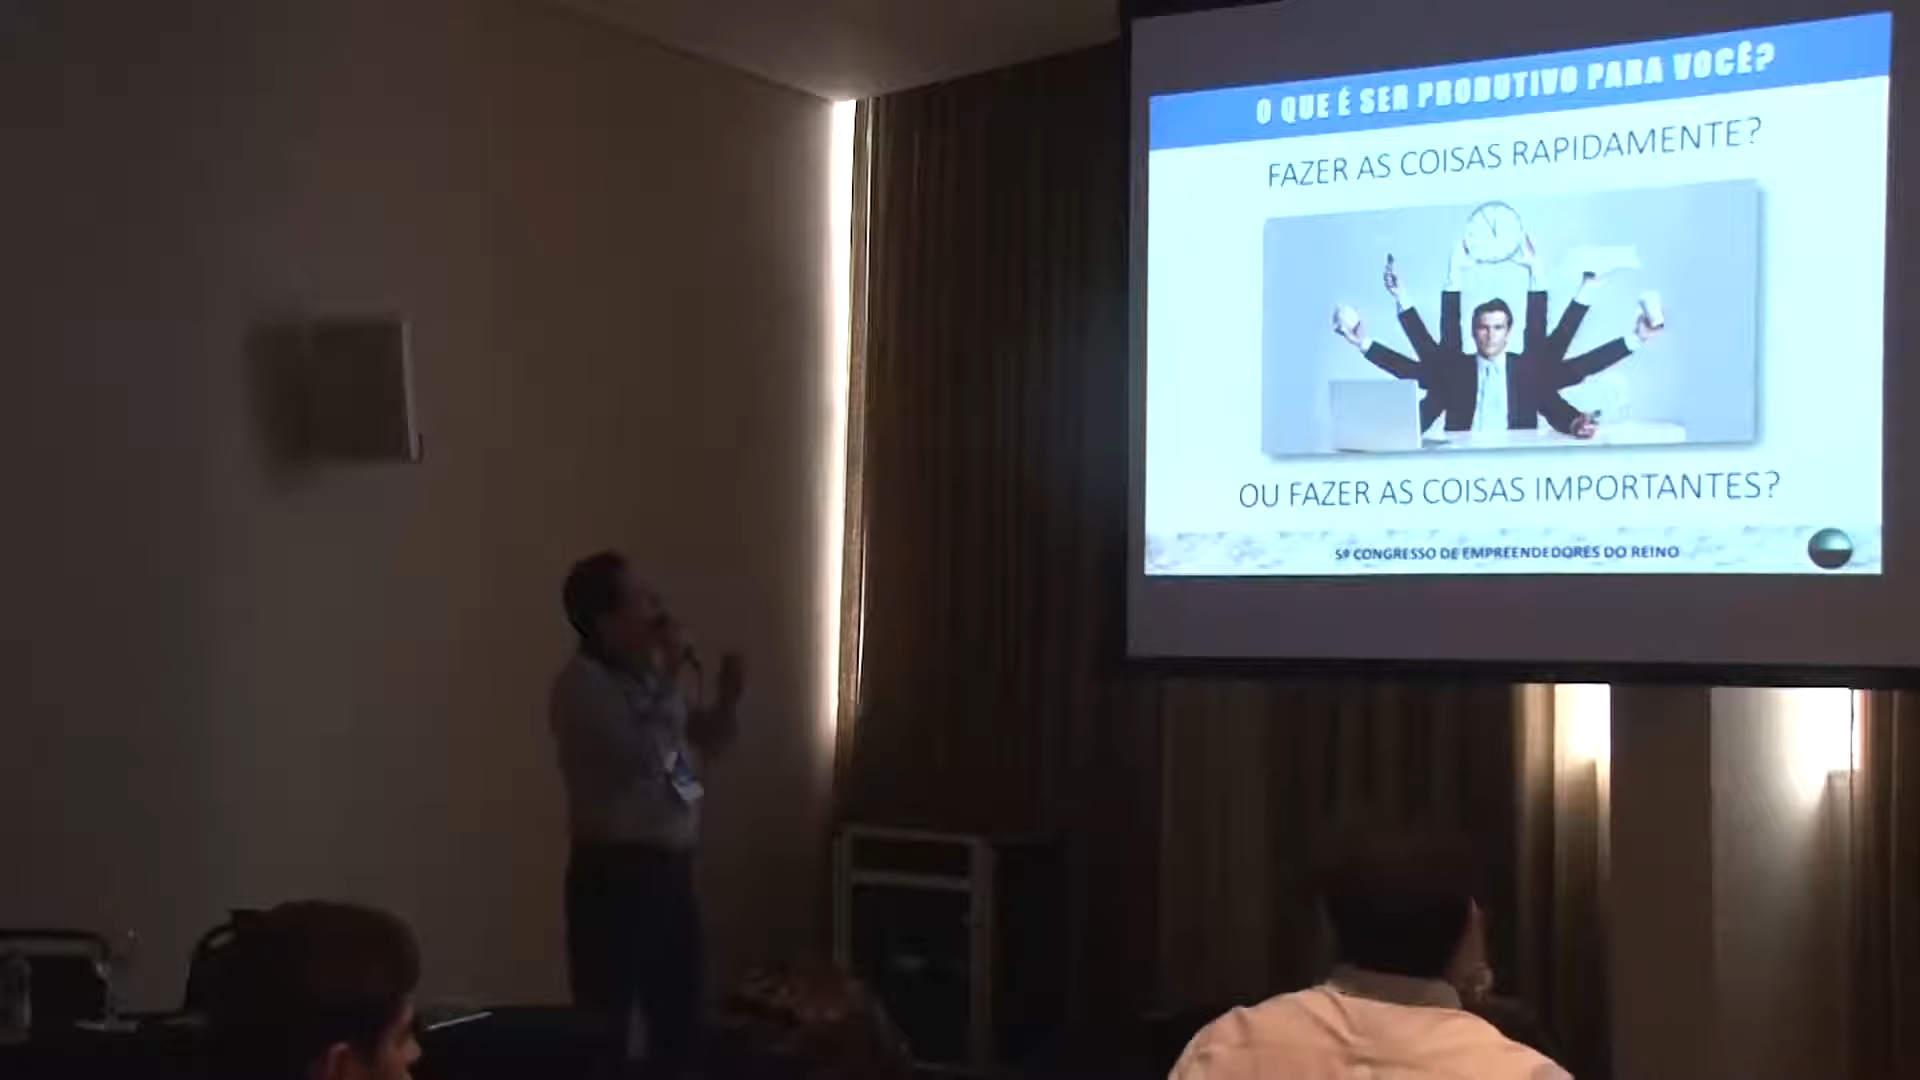 O QUE É SER PRODUTIVO PARA VOCÊ?
FAZER AS COISAS RAPIDAMENTE?
OU FAZER AS COISAS IMPORTANTES?
5º CONGRESSO DE EMPREENDEDORES DO REINO